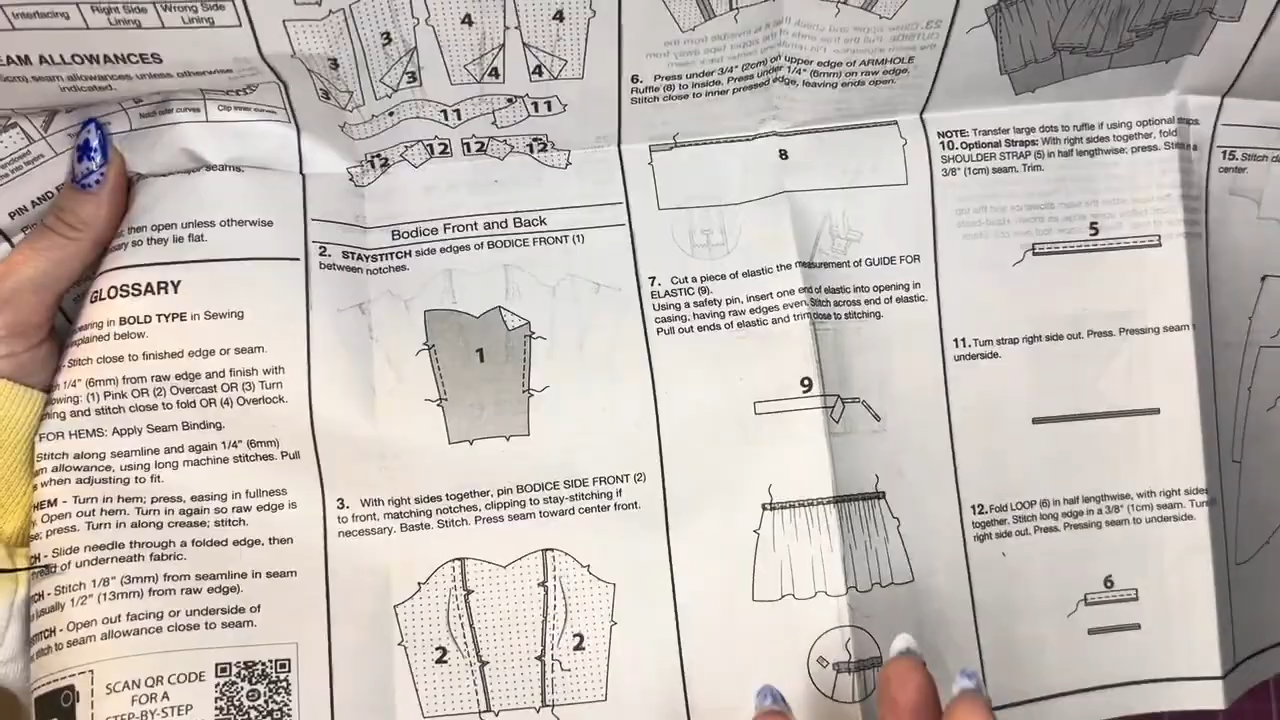 Interfacing
Right Side
Lining
Wrong Side
Lining
EAM ALLOWANCES
seam allowances unless otherwise
indicated.
Notch outer curves
Clip inner
PIN AND
seams.
then open unless otherwise
so they lie flat.
GLOSSARY
in BOLD TYPE in Sewing
below.
Stitch close to finished edge or seam.
1/4" (6mm) from raw edge and finish with
(1) Pink OR (2) Overcast OR (3) Turn
and stitch close to fold OR (4) Overlock.
FOR HEMS: Apply Seam Binding.
Stitch along seamline and again 1/4" (6mm)
allowance, using long machine stitches. Pull
when adjusting to fit.
HEM - Turn in hem; press, easing in fullness
Open out hem. Turn in again so raw edge is
press. Turn in along crease; stitch.
- Slide needle through a folded edge, then
of underneath fabric.
- Stitch 1/8" (3mm) from seamline in seam
(usually 1/2" (13mm) from raw edge).
- Open out facing or underside of
to seam allowance close to seam.
SCAN QR CODE
FOR A
STEP-BY-STEP
3
3
3
3
4
4
4
4
11
11
12
12
12
12
Bodice Front and Back
2. STAYSTITCH side edges of BODICE FRONT (1)
between notches.
1
3. With right sides together, pin BODICE SIDE FRONT (2)
to front, matching notches, clipping to stay-stitching if
necessary. Baste. Stitch. Press seam toward center front.
2
2
6. Press under 3/4" (2cm) on upper edge of ARMHOLE
Ruffle (8) to inside. Press under 1/4" (6mm) on raw edge,
Stitch close to inner pressed edge, leaving ends open.
8
7. Cut a piece of elastic the measurement of GUIDE FOR
ELASTIC (9).
Using a safety pin, insert one end of elastic into opening in
casing, having raw edges even. Stitch across end of elastic.
Pull out ends of elastic and trim close to stitching.
9
NOTE: Transfer large dots to ruffle if using optional straps.
10. Optional Straps: With right sides together, fold
SHOULDER STRAP (5) in half lengthwise; press. Stitch a
3/8" (1cm) seam. Trim.
5
11. Turn strap right side out. Press. Pressing seam
underside.
12. Fold LOOP (6) in half lengthwise, with right sides
together. Stitch long edge in a 3/8" (1cm) seam. Turn
right side out. Press. Pressing seam to underside.
6
15. Stitch
center.